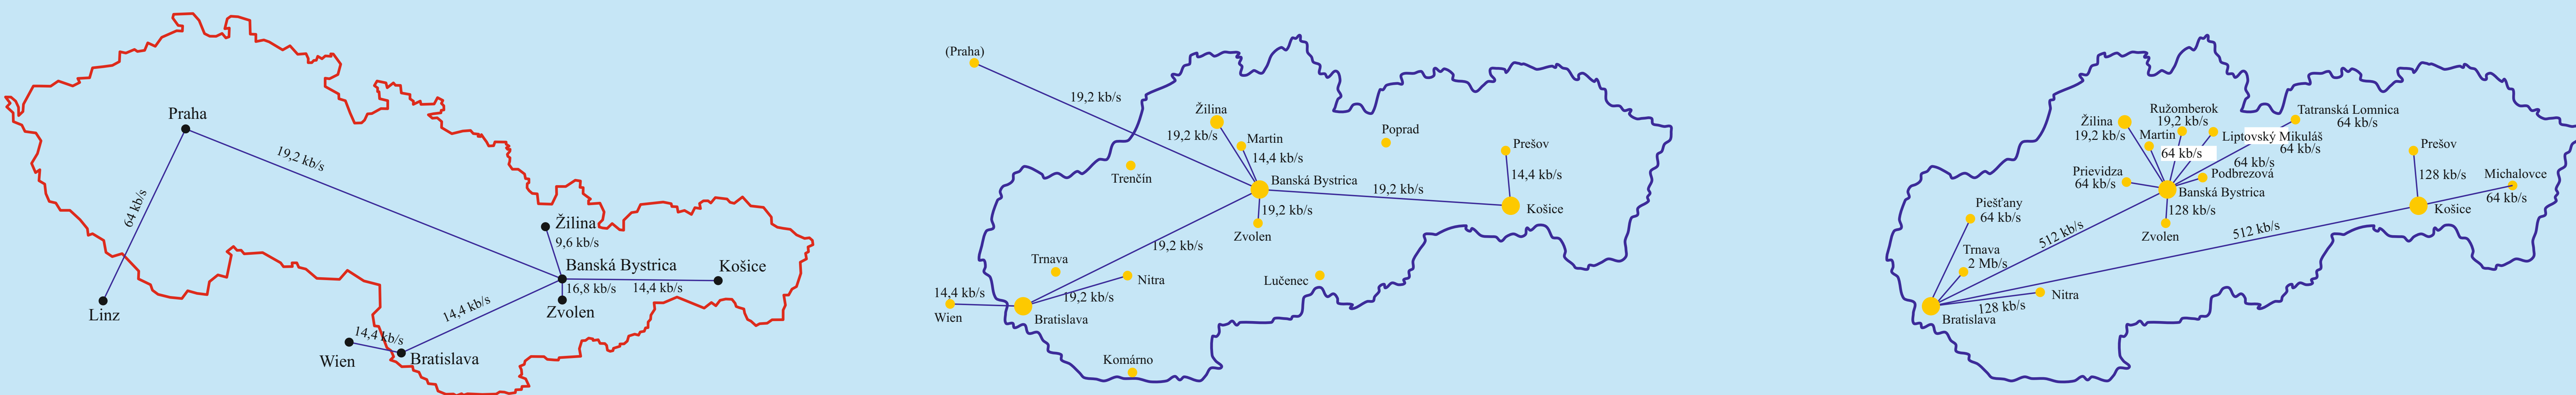 Praha
19,2 kb/s
64 kb/s
Linz
Žilina
9,6 kb/s
Banská Bystrica
Košice
16,8 kb/s
14,4 kb/s
Zvolen
14,4 kb/s
14,4 kb/s
Wien
Bratislava
(Praha)
19,2 kb/s
Žilina
19,2 kb/s
Martin
14,4 kb/s
Poprad
Prešov
14,4 kb/s
Trenčín
Banská Bystrica
19,2 kb/s
19,2 kb/s
Košice
Zvolen
19,2 kb/s
Trnava
Nitra
19,2 kb/s
Lučenec
14,4 kb/s
Wien
Bratislava
Komárno
Ružomberok
19,2 kb/s
Tatranská Lomnica
64 kb/s
Žilina
19,2 kb/s
Martin
Liptovský Mikuláš
64 kb/s
64 kb/s
64 kb/s
Prešov
Prievidza
64 kb/s
Podbrezová
128 kb/s
Michalovce
64 kb/s
Banská Bystrica
Piešťany
64 kb/s
128 kb/s
Košice
Zvolen
512 kb/s
512 kb/s
Trnava
2 Mb/s
Nitra
128 kb/s
Bratislava